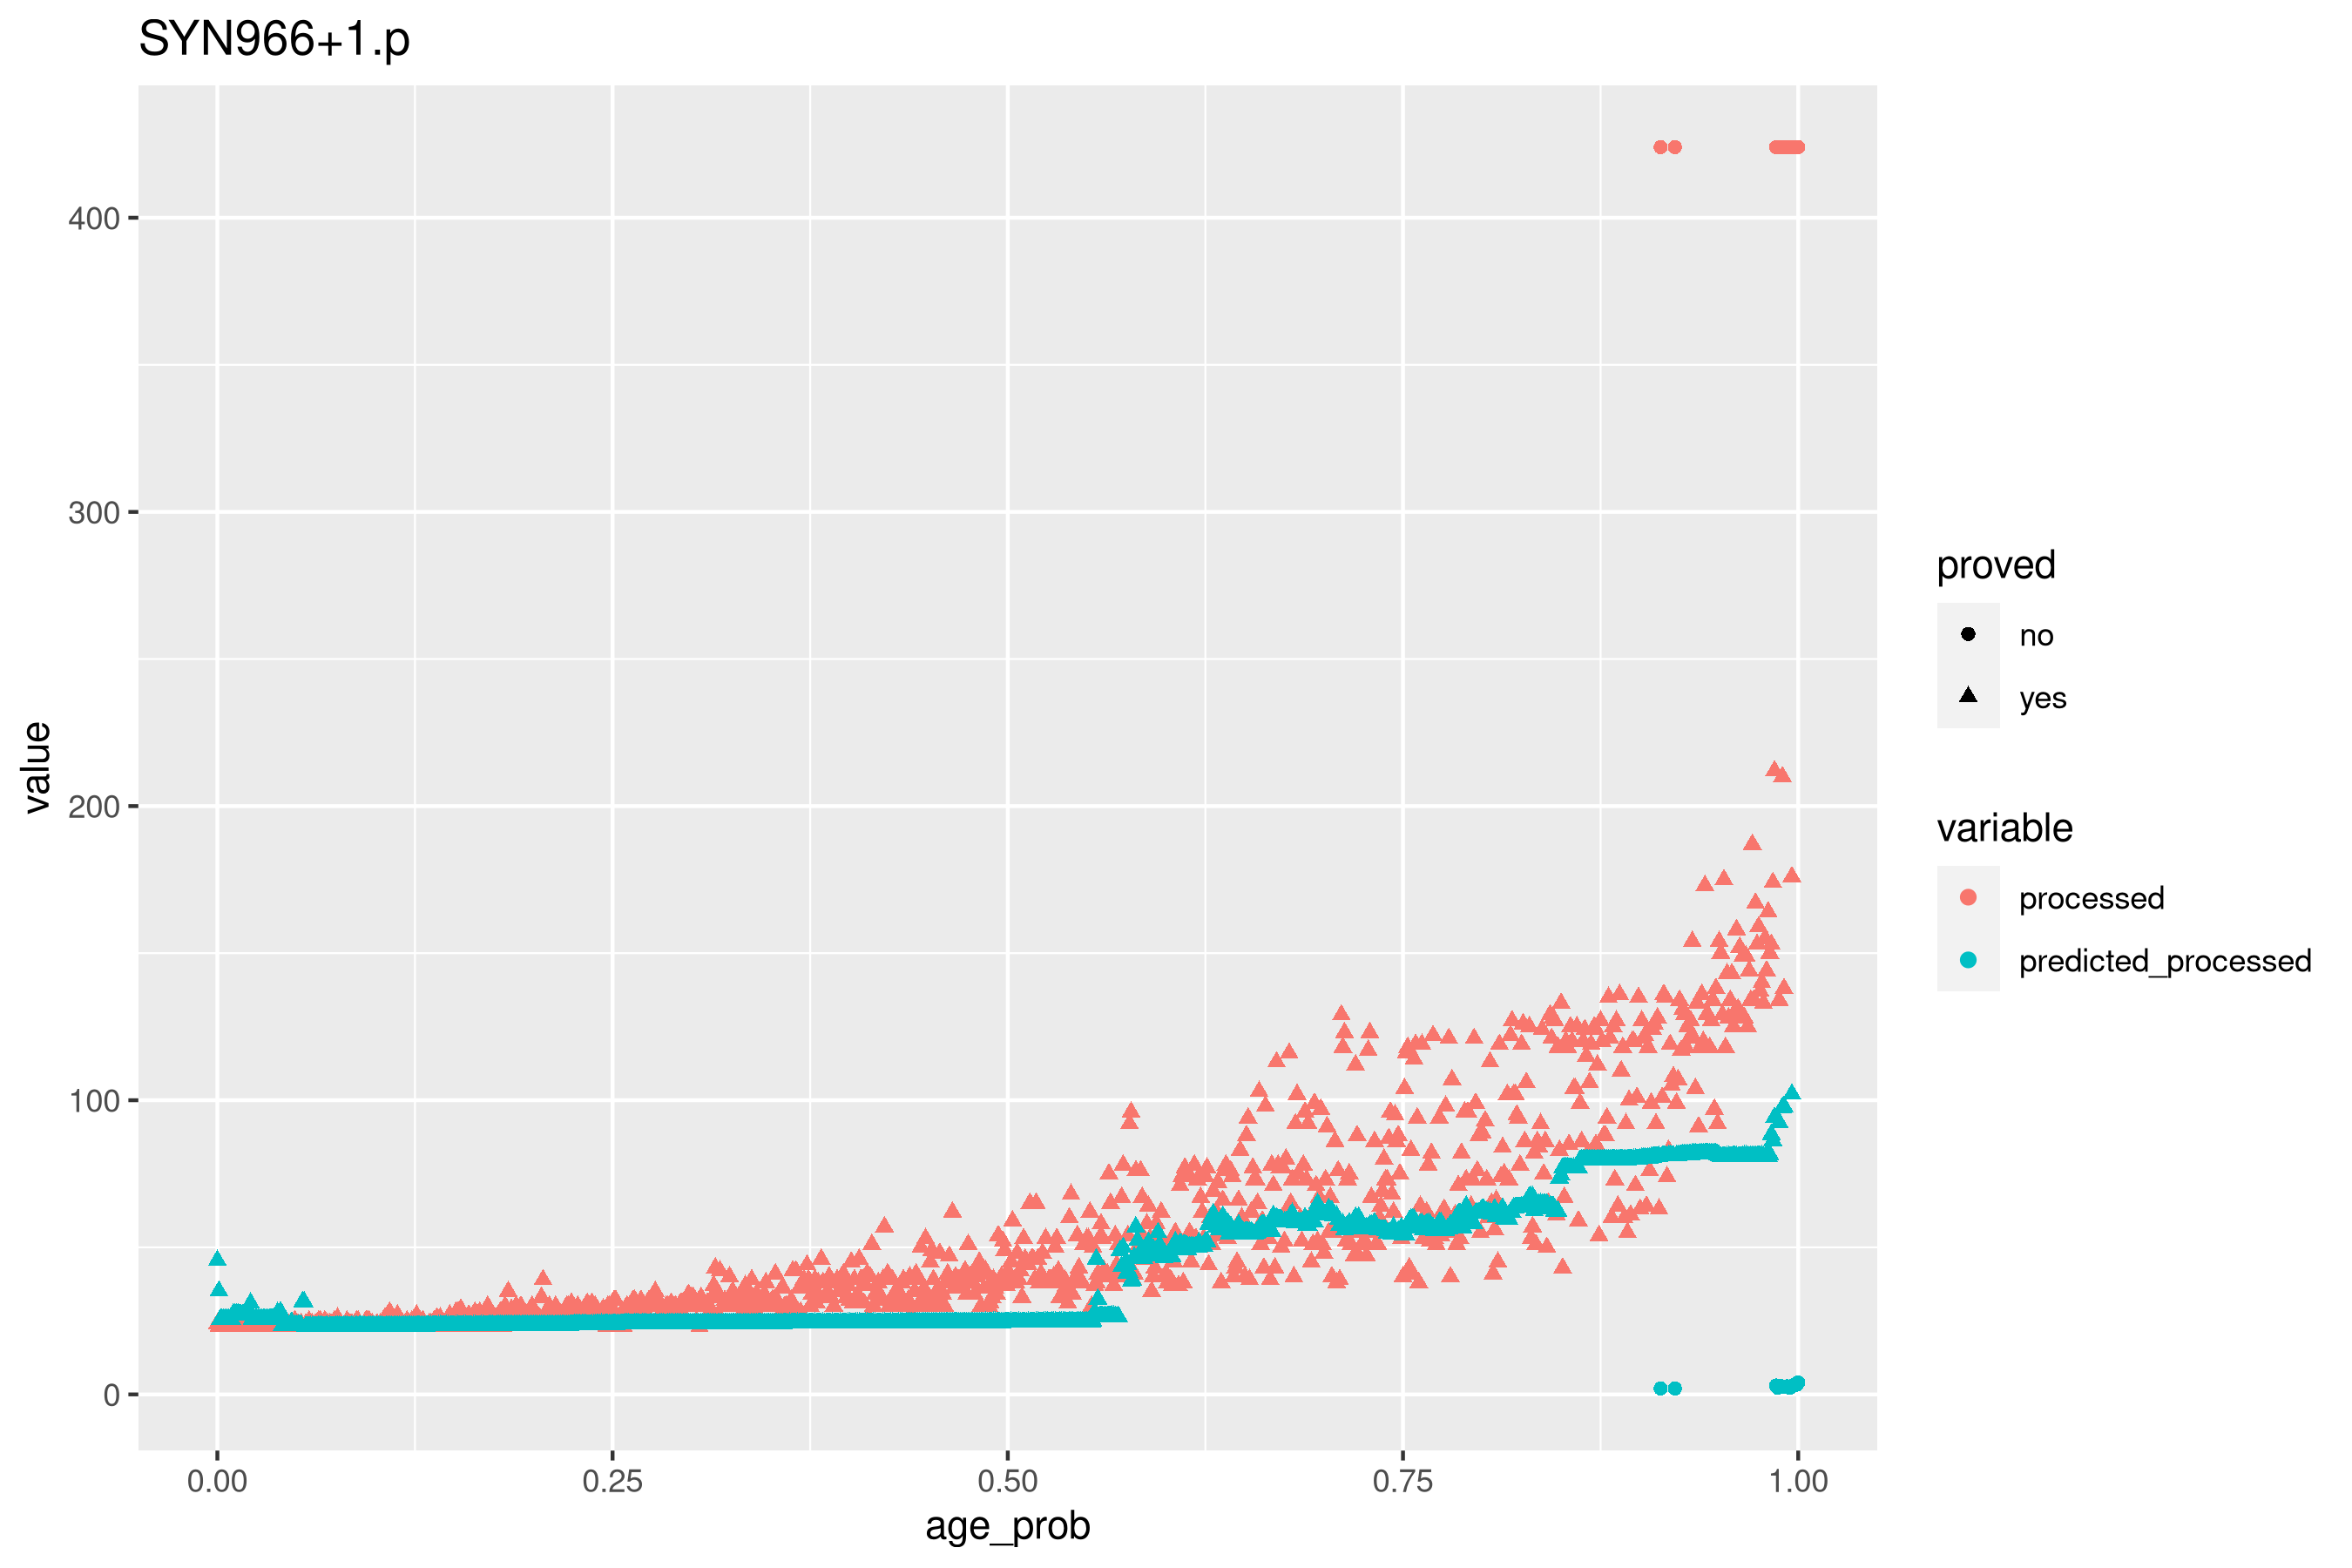 SYN966+1.p
400
300
200
100
0
value
0.00 0.25 0.50 0.75 1.00
age_prob
proved
no
yes
variable
processed
predicted_processed